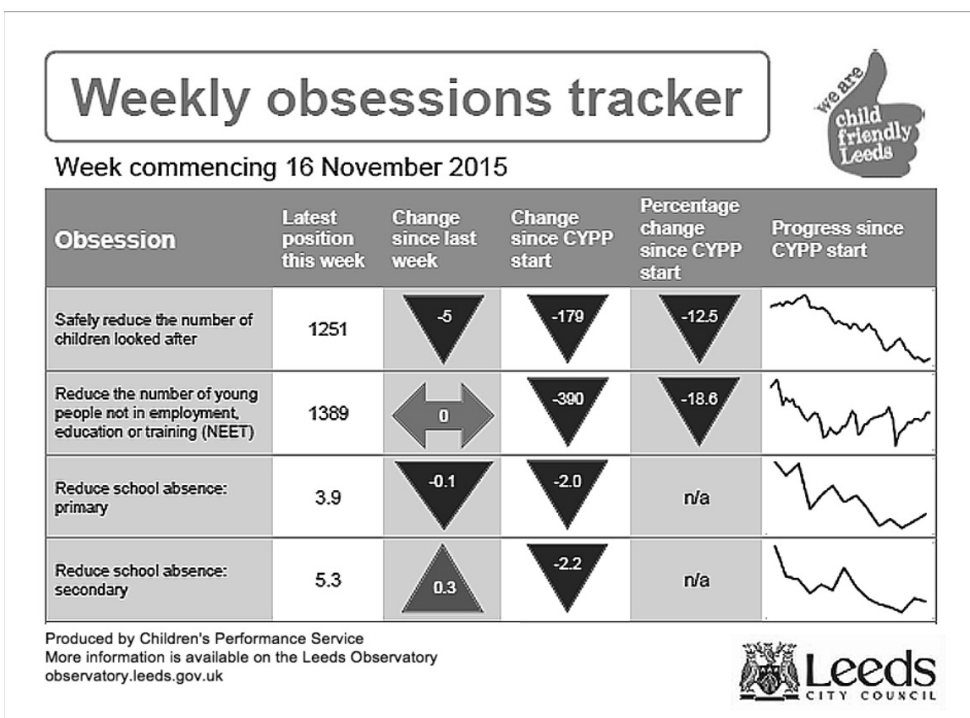 Weekly obsessions tracker
we are
child
friendly
Leeds
Week commencing 16 November 2015
Obsession
Latest
position
this week
Change
since last
week
Change
since CYPP
start
Percentage
change
since CYPP
start
Progress since
CYPP start
Safely reduce the number of
children looked after
1251
-5
-179
-12.5
Reduce the number of young
people not in employment,
education or training (NEET)
1389
0
-390
-18.6
Reduce school absence:
primary
3.9
-0.1
-2.0
n/a
Reduce school absence:
secondary
5.3
0.3
-2.2
n/a
Produced by Children's Performance Service
More information is available on the Leeds Observatory
observatory.leeds.gov.uk
Leeds
CITY COUNCIL